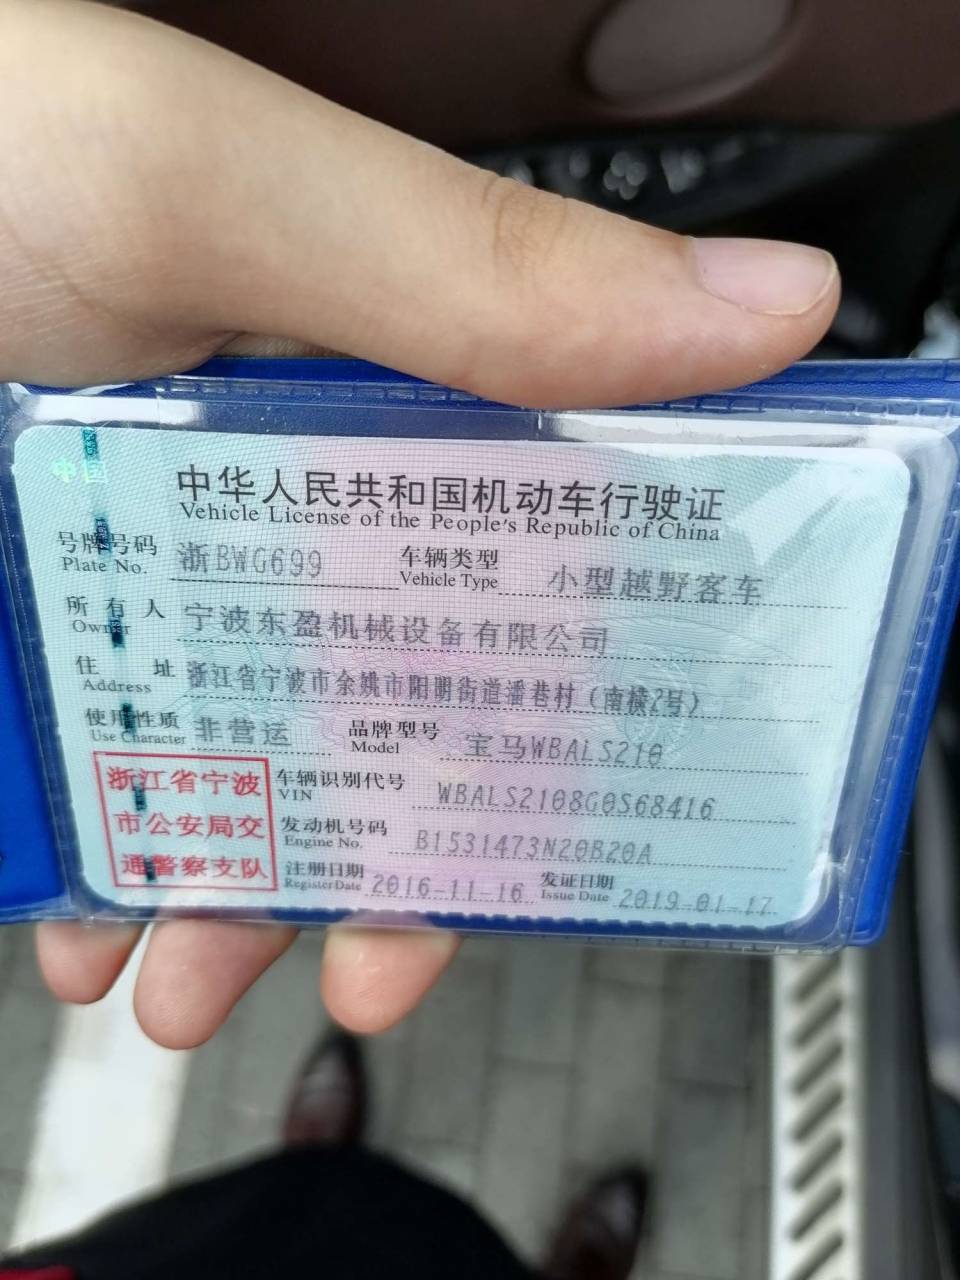 中国
中华人民共和国机动车行驶证
Vehicle License of the People's Republic of China
号牌号码 浙BWG699 车辆类型 小型越野客车
Plate No. Vehicle Type
所有人 宁波东盈机械设备有限公司
Owner
住址 浙江省宁波市余姚市阳明街道潘巷村（南横2号）
Address
使用性质 非营运 品牌型号 宝马WBALS210
Use Character Model
浙江省宁波
市公安局交
通警察支队
车辆识别代号 WBALS2108G0S68416
VIN
发动机号码 B1531473N20B20A
Engine No.
注册日期 2016-11-16 发证日期 2019-01-17
Register Date Issue Date